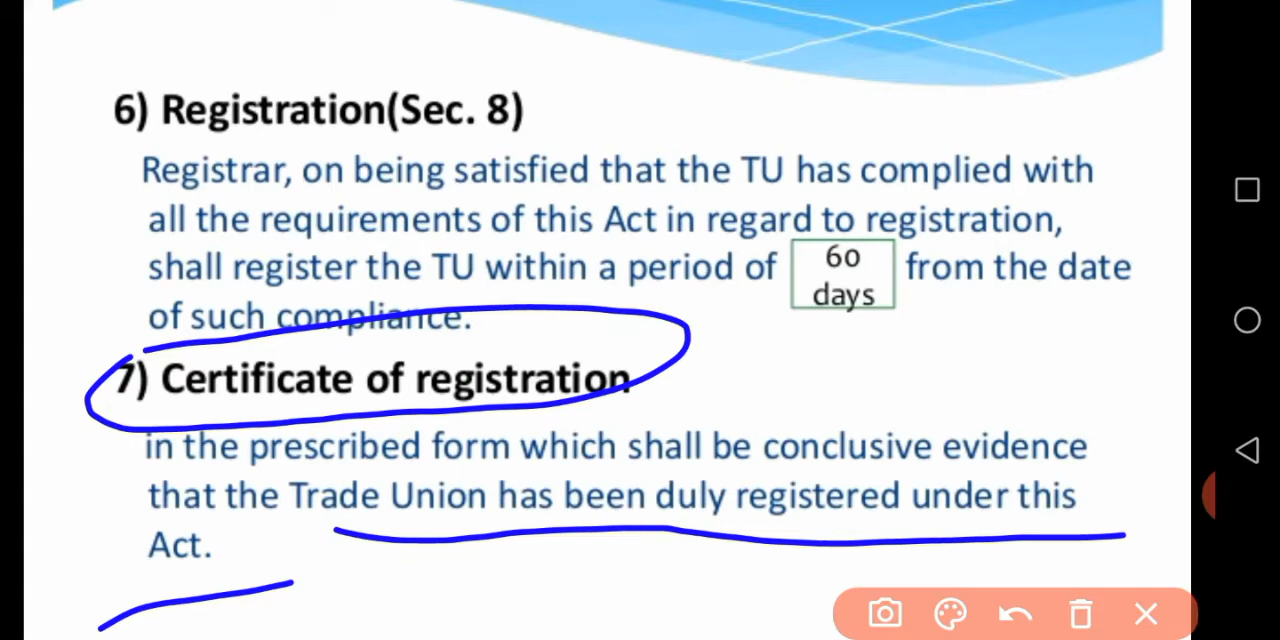 6) Registration(Sec. 8)
Registrar, on being satisfied that the TU has complied with
all the requirements of this Act in regard to registration,
shall register the TU within a period of 60 days from the date
of such compliance.
7) Certificate of registration
in the prescribed form which shall be conclusive evidence
that the Trade Union has been duly registered under this
Act.